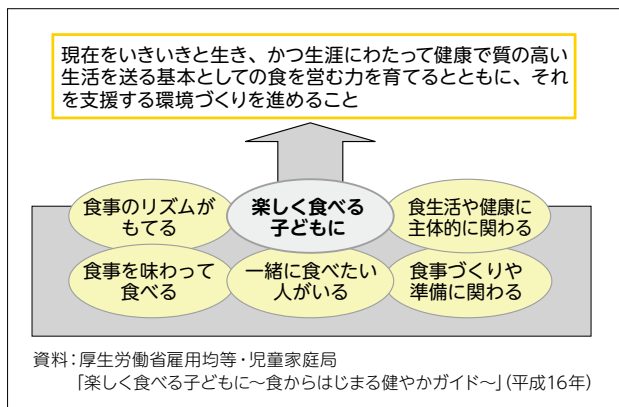 現在をいきいきと生き、かつ生涯にわたって健康で質の高い
生活を送る基本としての食を営む力を育てるとともに、それ
を支援する環境づくりを進めること
食事のリズムが
もてる
楽しく食べる
子どもに
食生活や健康に
主体的に関わる
食事を味わって
食べる
一緒に食べたい
人がいる
食事づくりや
準備に関わる
資料：厚生労働省雇用均等・児童家庭局
「楽しく食べる子どもに～食からはじまる健やかガイド～」（平成16年）